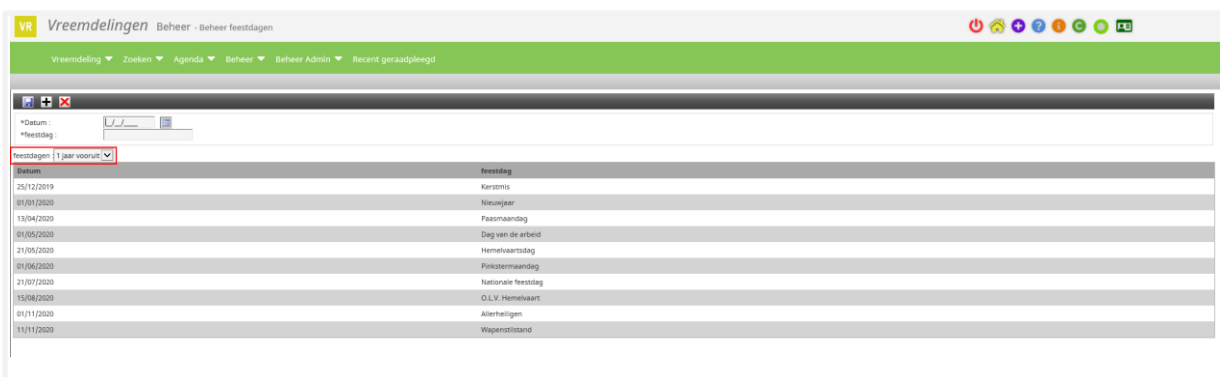 VR Vreemdelingen Beheer - Beheer feestdagen
Vreemdeling Zoeken Agenda Beheer Beheer Admin Recent geraadpleegd
*Datum : _/_/___
*feestdag :
feestdagen : 1 jaar vooruit
Datum feestdag
25/12/2019 Kerstmis
01/01/2020 Nieuwjaar
13/04/2020 Paasmaandag
01/05/2020 Dag van de arbeid
21/05/2020 Hemelvaartsdag
01/06/2020 Pinkstermaandag
21/07/2020 Nationale feestdag
15/08/2020 O.L.V. Hemelvaart
01/11/2020 Allerheiligen
11/11/2020 Wapenstilstand